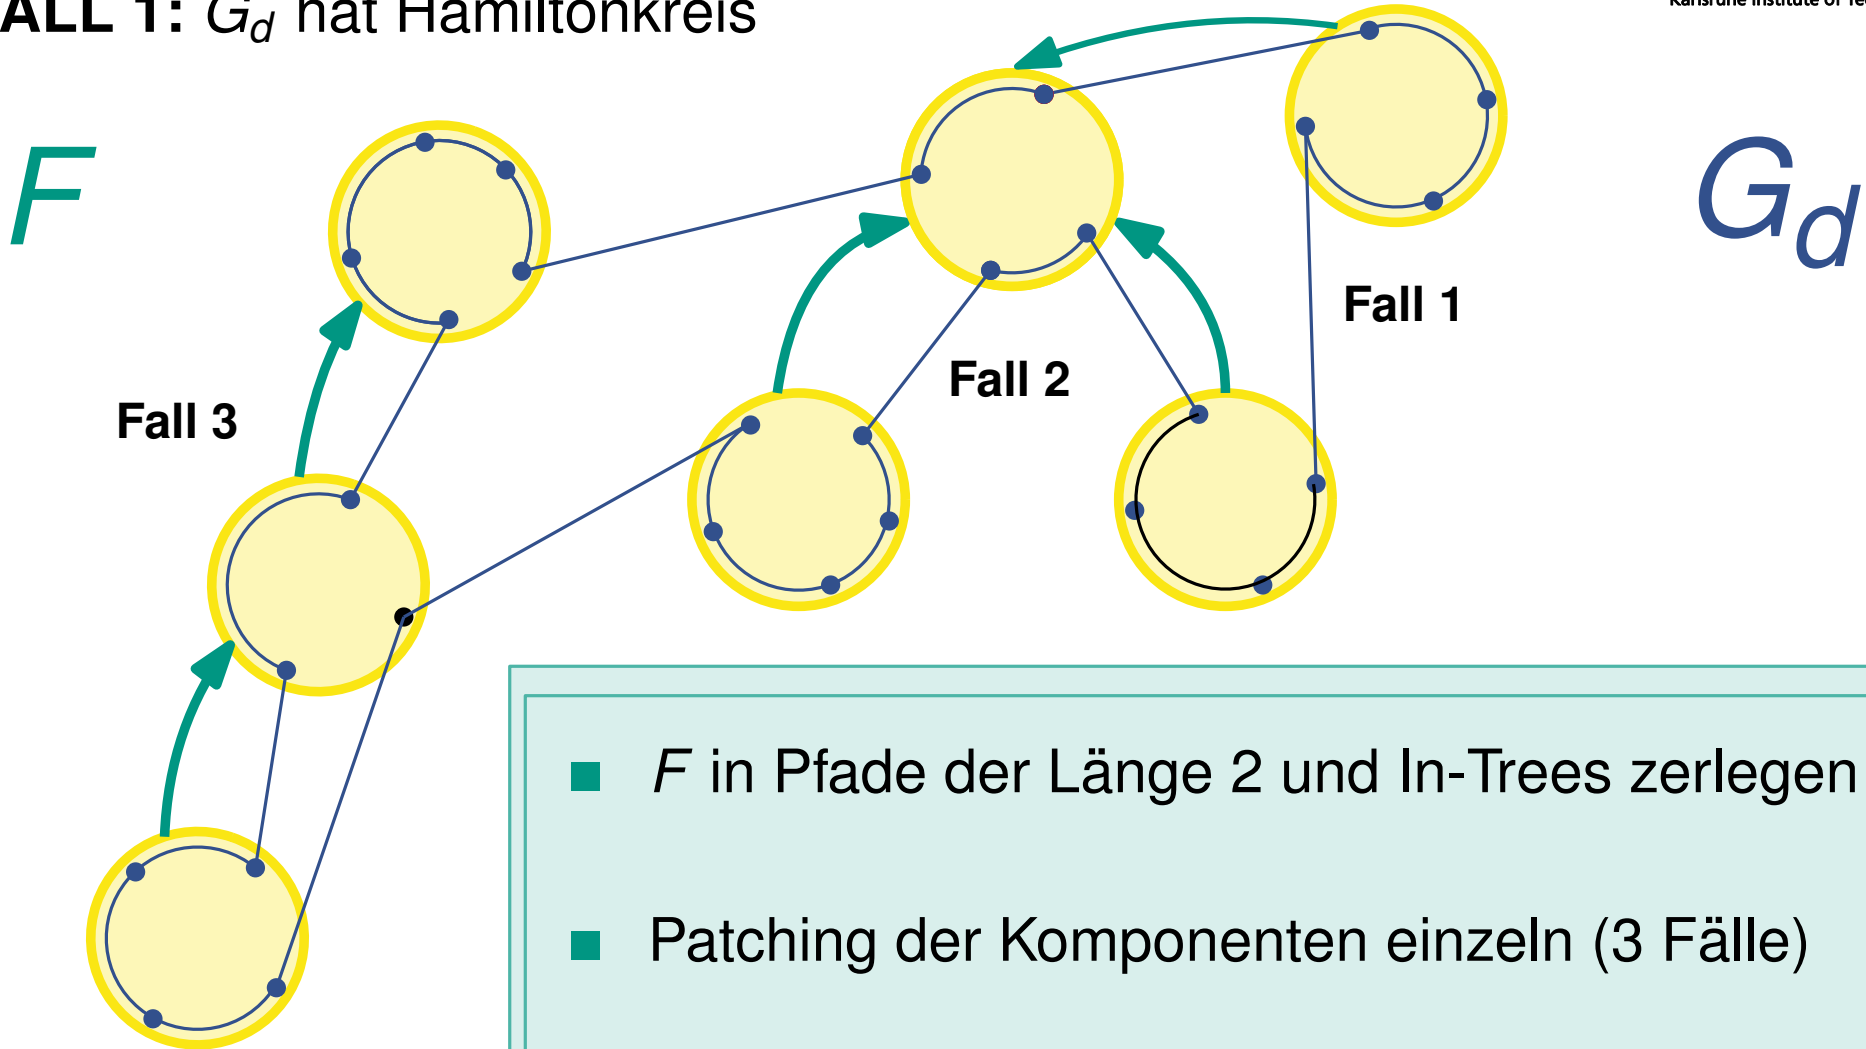 ALL 1: G_d hat Hamiltonkreis
F
G_d
Fall 1
Fall 2
Fall 3
F in Pfade der Länge 2 und In-Trees zerlegen
Patching der Komponenten einzeln (3 Fälle)